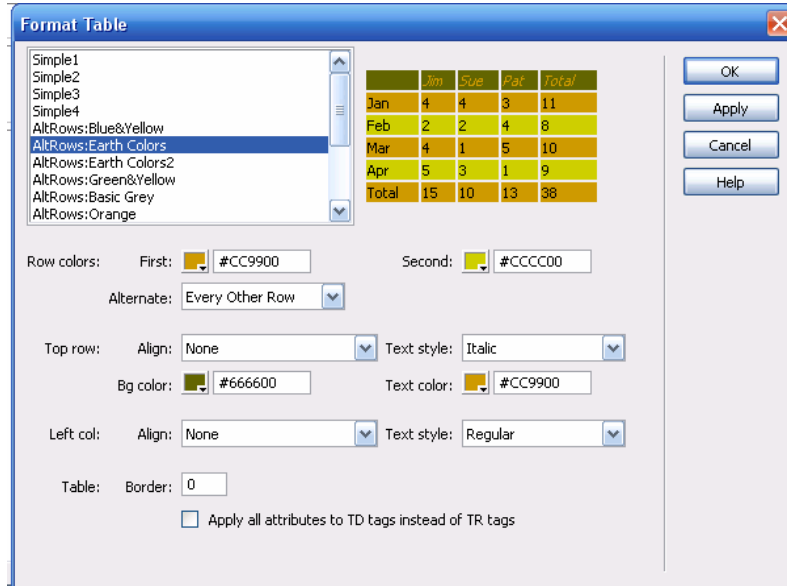 Format Table
Simple1
Simple2
Simple3
Simple4
AltRows:Blue&Yellow
AltRows:Earth Colors
AltRows:Earth Colors2
AltRows:Green&Yellow
AltRows:Basic Grey
AltRows:Orange
Jim Sue Pat Total
Jan 4 4 3 11
Feb 2 2 4 8
Mar 4 1 5 10
Apr 5 3 1 9
Total 15 10 13 38
OK
Apply
Cancel
Help
Row colors: First: #CC9900 Second: #CCCC00
Alternate: Every Other Row
Top row: Align: None Text style: Italic
Bg color: #666600 Text color: #CC9900
Left col: Align: None Text style: Regular
Table: Border: 0
Apply all attributes to TD tags instead of TR tags